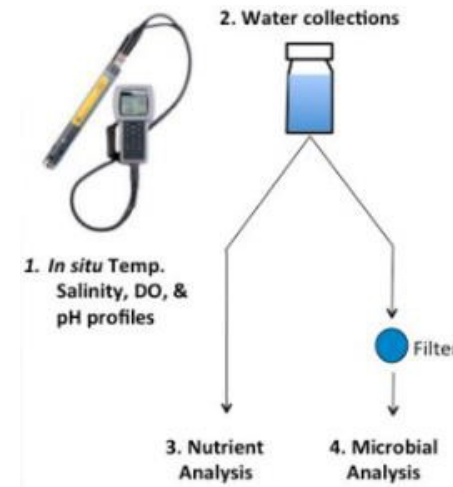 2. Water collections
1. In situ Temp.
Salinity, DO, &
pH profiles
Filter
3. Nutrient
Analysis
4. Microbial
Analysis